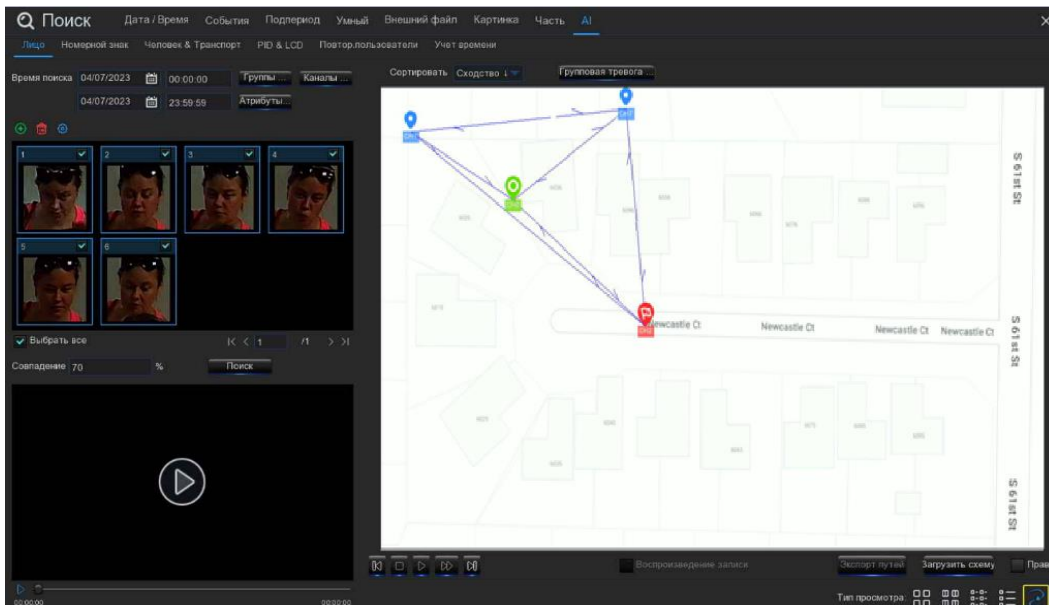 Поиск Дата / Время События Подпериод Умный Внешний файл Картинка Часть AI
Лицо Номерной знак Человек & Транспорт PID & LCD Повтор.пользователи Учет времени
Время поиска 04/07/2023 00:00:00 Группы ... Каналы ...
04/07/2023 23:59:59 Атрибуты...
Сортировать Сходство ↓ Групповая тревога ...
1 2 3 4
5 6
Выбрать все 1 /1
Совпадение 70 % Поиск
S 61st St
Newcastle Ct Newcastle Ct Newcastle Ct Newcastle Ct
S 61st St
S 61st St
Воспроизведение записи Экспорт путей Загрузить схему Прав
00:00:00 00:00:00
Тип просмотра: